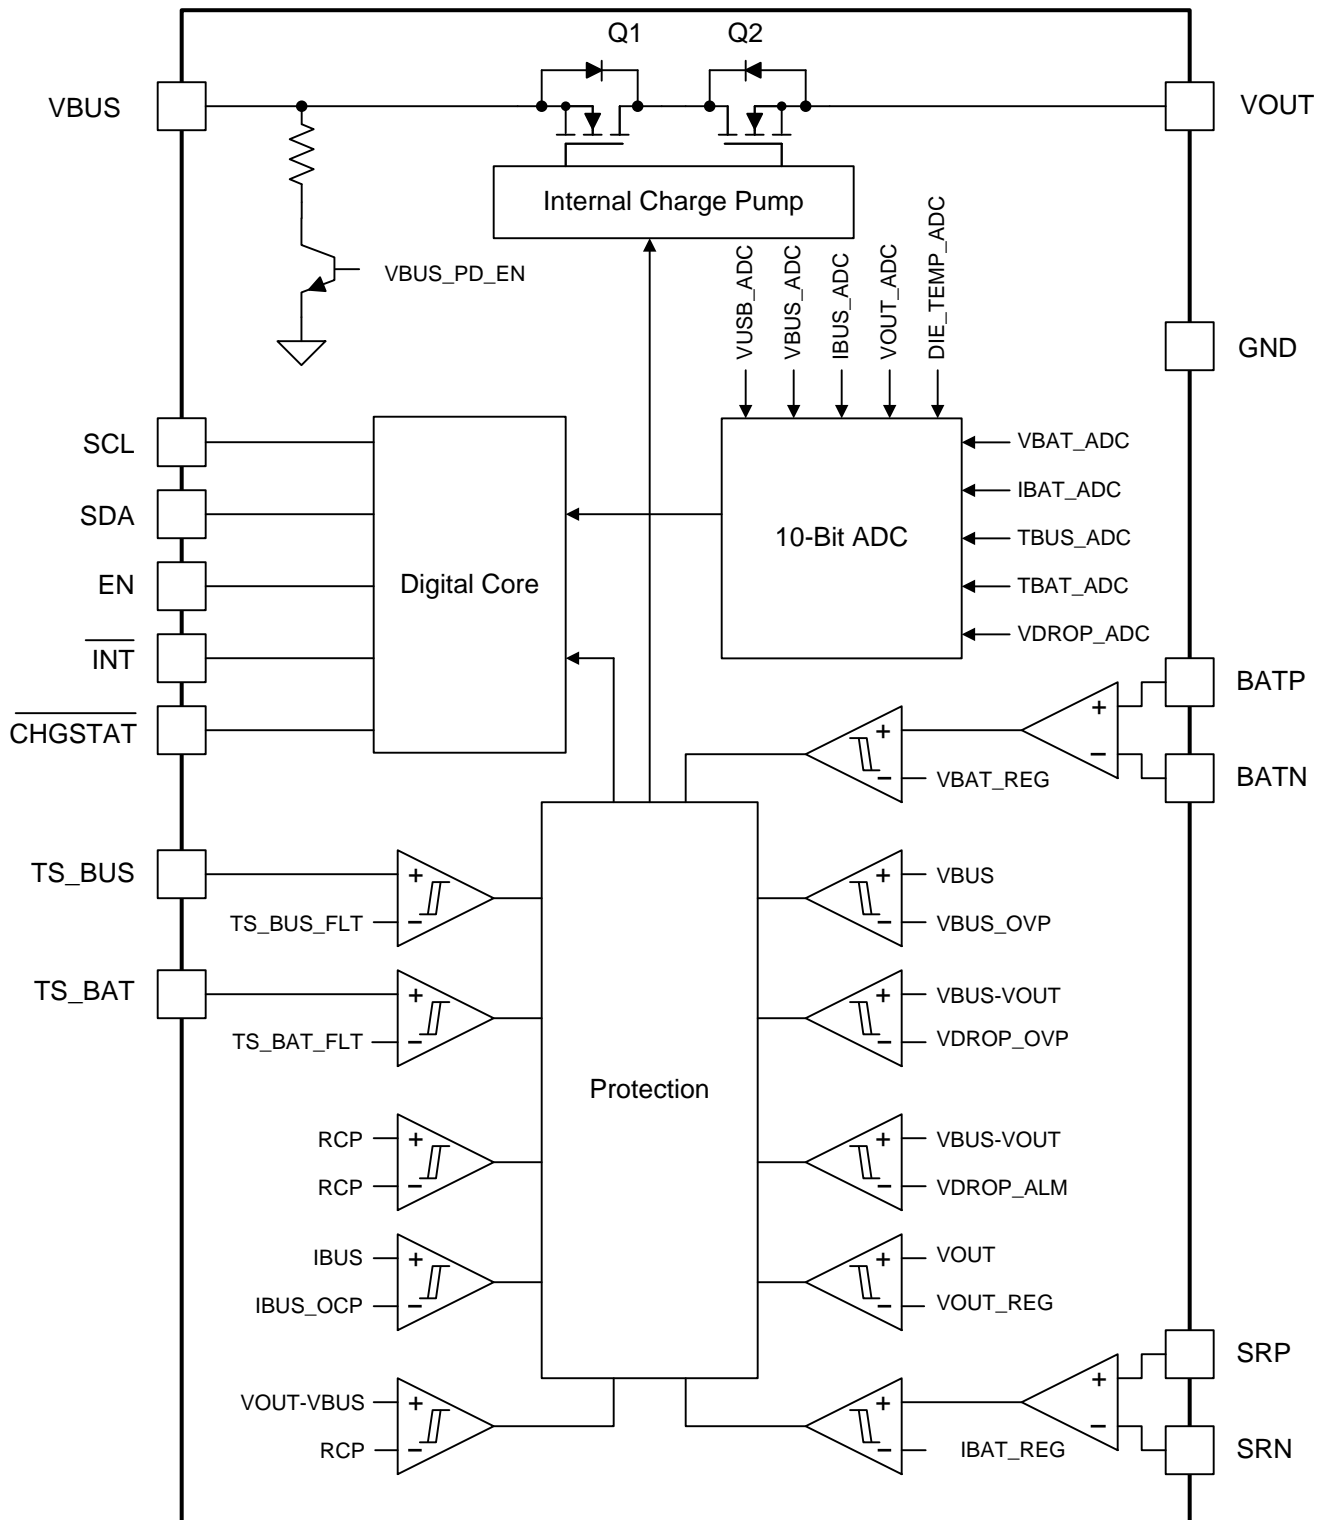 Q1
Q2
VBUS
VOUT
Internal Charge Pump
VBUS_PD_EN
VUSB_ADC
VBUS_ADC
IBUS_ADC
VOUT_ADC
DIE_TEMP_ADC
GND
SCL
SDA
EN
INT
CHGSTAT
Digital Core
10-Bit ADC
VBAT_ADC
IBAT_ADC
TBUS_ADC
TBAT_ADC
VDROP_ADC
BATP
BATN
+
−
+
−
VBAT_REG
TS_BUS
+
−
TS_BUS_FLT
TS_BAT
+
−
TS_BAT_FLT
RCP
+
RCP
−
IBUS
+
IBUS_OCP
−
VOUT-VBUS
+
RCP
−
Protection
+
VBUS
−
VBUS_OVP
+
VBUS-VOUT
−
VDROP_OVP
+
VBUS-VOUT
−
VDROP_ALM
+
VOUT
−
VOUT_REG
+
−
IBAT_REG
+
−
SRP
SRN